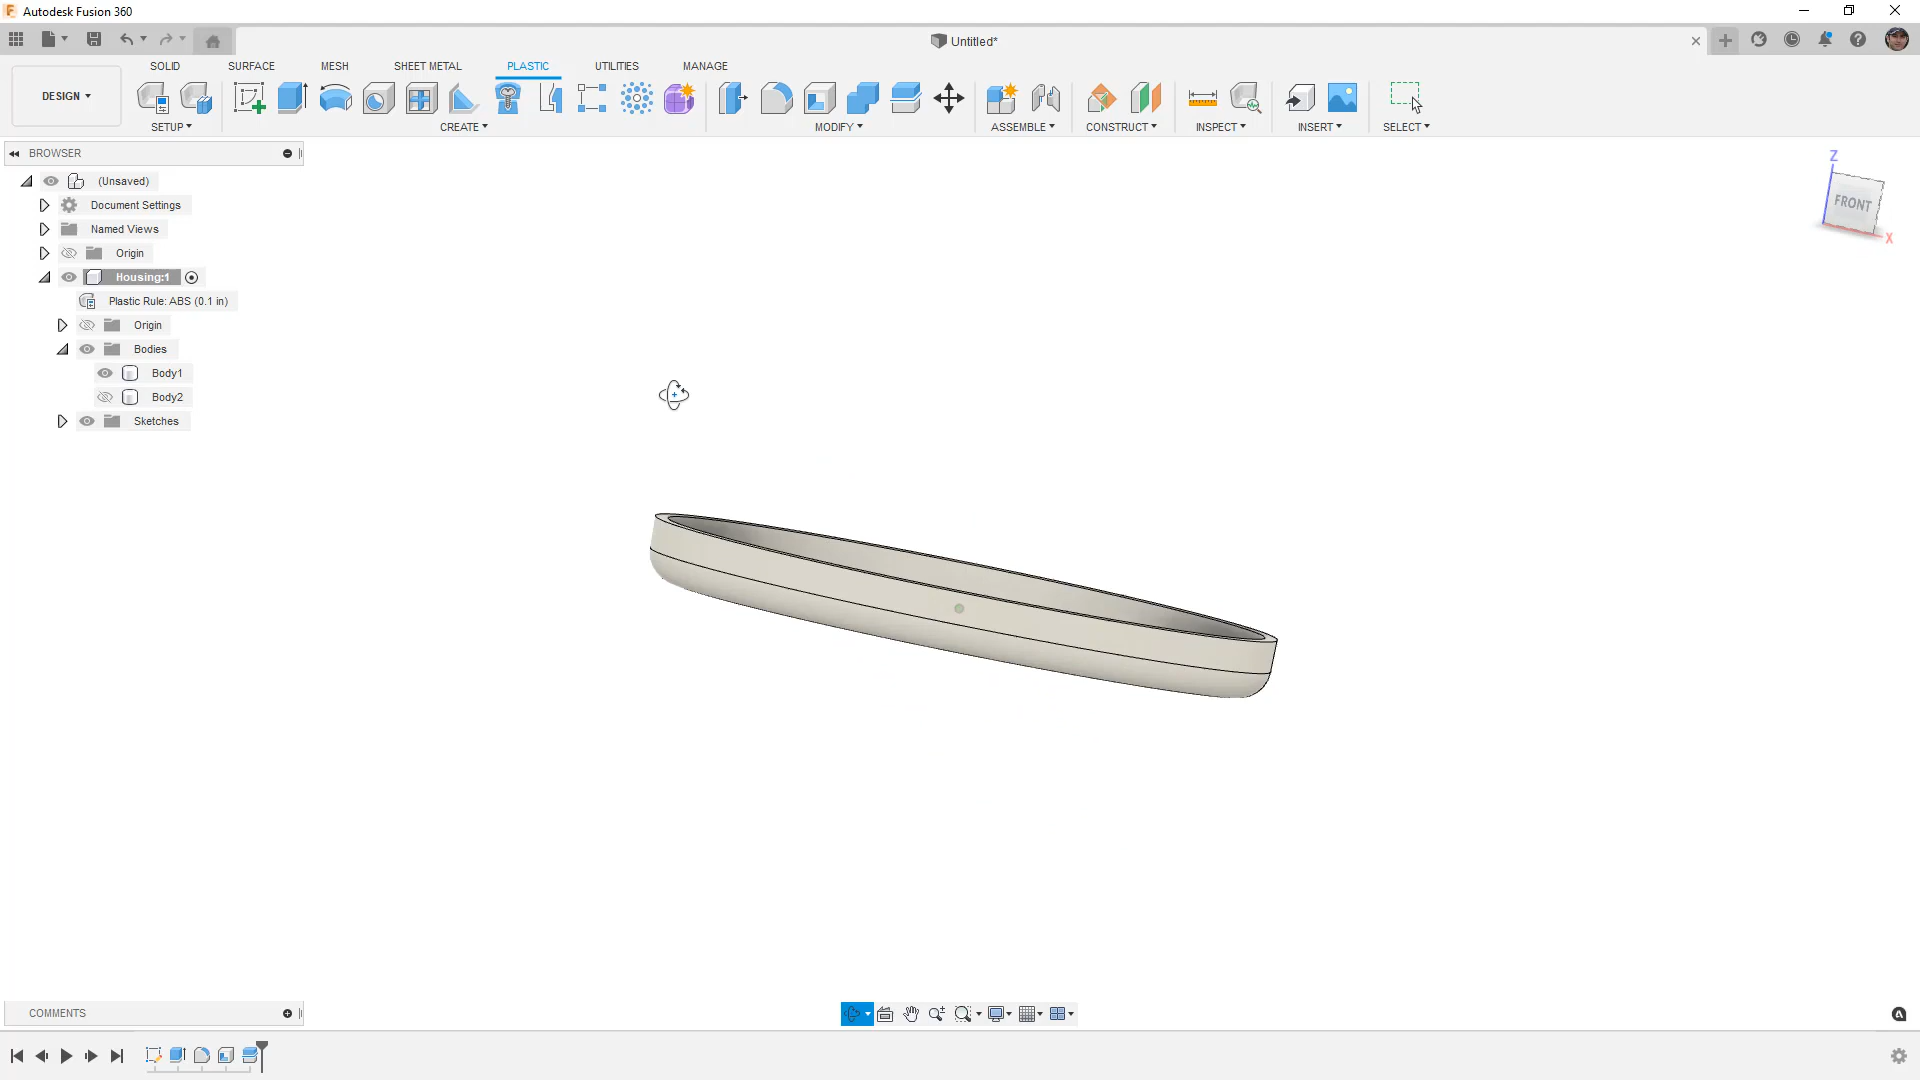 Autodesk Fusion 360
Untitled*
DESIGN
SOLID
SURFACE
MESH
SHEET METAL
PLASTIC
UTILITIES
MANAGE
SETUP
CREATE
MODIFY
ASSEMBLE
CONSTRUCT
INSPECT
INSERT
SELECT
BROWSER
(Unsaved)
Document Settings
Named Views
Origin
Housing:1
Plastic Rule: ABS (0.1 in)
Origin
Bodies
Body1
Body2
Sketches
Z
FRONT
X
COMMENTS